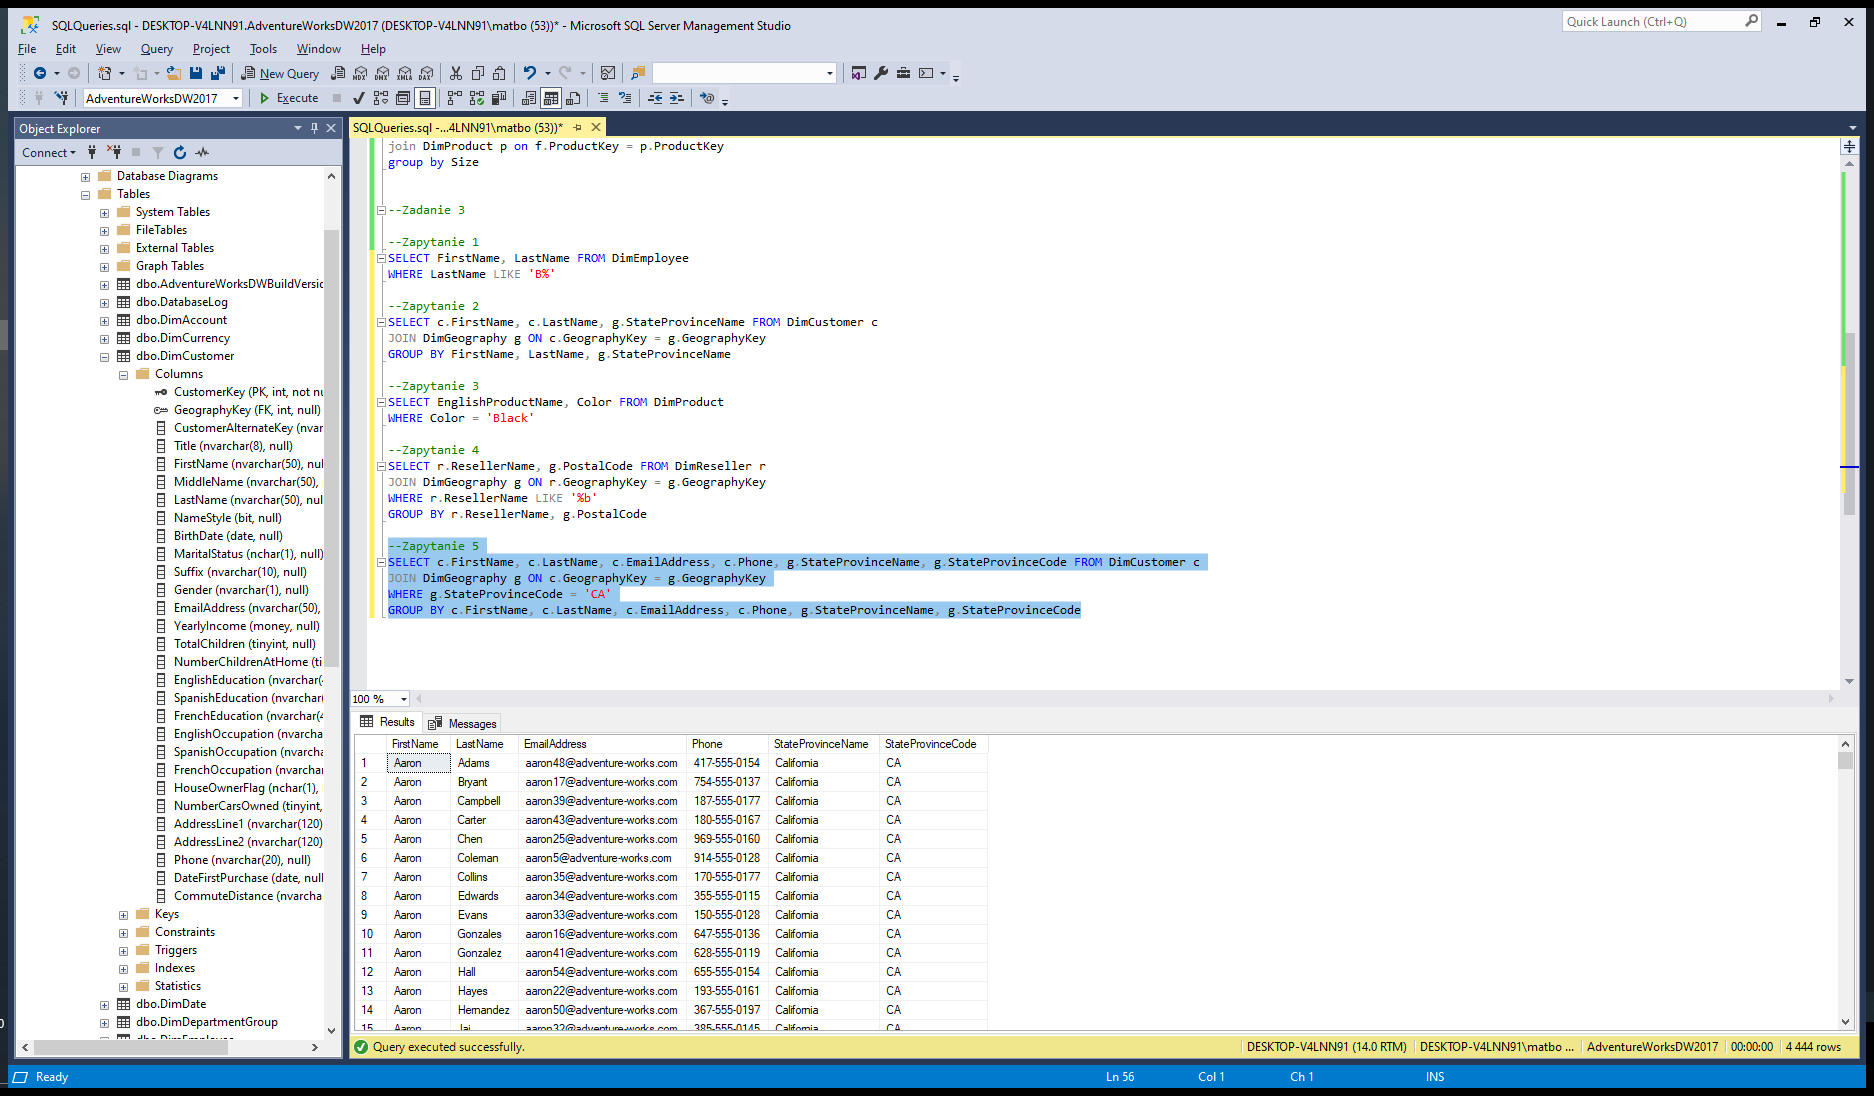 SQLQueries.sql - DESKTOP-V4LNN91.AdventureWorksDW2017 (DESKTOP-V4LNN91\matbo (53))* - Microsoft SQL Server Management Studio
Quick Launch (Ctrl+Q)
File Edit View Query Project Tools Window Help
New Query MDX DMX XMLA DAX
AdventureWorksDW2017 Execute
Object Explorer
Connect
Database Diagrams
Tables
System Tables
FileTables
External Tables
Graph Tables
dbo.AdventureWorksDWBuildVersic
dbo.DatabaseLog
dbo.DimAccount
dbo.DimCurrency
dbo.DimCustomer
Columns
CustomerKey (PK, int, not nu
GeographyKey (FK, int, null)
CustomerAlternateKey (nvar
Title (nvarchar(8), null)
FirstName (nvarchar(50), nul
MiddleName (nvarchar(50),
LastName (nvarchar(50), nul
NameStyle (bit, null)
BirthDate (date, null)
MaritalStatus (nchar(1), null)
Suffix (nvarchar(10), null)
Gender (nvarchar(1), null)
EmailAddress (nvarchar(50),
YearlyIncome (money, null)
TotalChildren (tinyint, null)
NumberChildrenAtHome (ti
EnglishEducation (nvarchar(
SpanishEducation (nvarchar(
FrenchEducation (nvarchar(4
EnglishOccupation (nvarchar
SpanishOccupation (nvarcha
FrenchOccupation (nvarchar
HouseOwnerFlag (nchar(1),
NumberCarsOwned (tinyint,
AddressLine1 (nvarchar(120)
AddressLine2 (nvarchar(120)
Phone (nvarchar(20), null)
DateFirstPurchase (date, null
CommuteDistance (nvarcha
Keys
Constraints
Triggers
Indexes
Statistics
dbo.DimDate
dbo.DimDepartmentGroup
dbo.DimEmployee
SQLQueries.sql -...4LNN91\matbo (53))*
join DimProduct p on f.ProductKey = p.ProductKey
group by Size
--Zadanie 3
--Zapytanie 1
SELECT FirstName, LastName FROM DimEmployee
WHERE LastName LIKE 'B%'
--Zapytanie 2
SELECT c.FirstName, c.LastName, g.StateProvinceName FROM DimCustomer c
JOIN DimGeography g ON c.GeographyKey = g.GeographyKey
GROUP BY FirstName, LastName, g.StateProvinceName
--Zapytanie 3
SELECT EnglishProductName, Color FROM DimProduct
WHERE Color = 'Black'
--Zapytanie 4
SELECT r.ResellerName, g.PostalCode FROM DimReseller r
JOIN DimGeography g ON r.GeographyKey = g.GeographyKey
WHERE r.ResellerName LIKE '%b'
GROUP BY r.ResellerName, g.PostalCode
--Zapytanie 5
SELECT c.FirstName, c.LastName, c.EmailAddress, c.Phone, g.StateProvinceName, g.StateProvinceCode FROM DimCustomer c
JOIN DimGeography g ON c.GeographyKey = g.GeographyKey
WHERE g.StateProvinceCode = 'CA'
GROUP BY c.FirstName, c.LastName, c.EmailAddress, c.Phone, g.StateProvinceName, g.StateProvinceCode
100 %
Results Messages
FirstName LastName EmailAddress Phone StateProvinceName StateProvinceCode
1 Aaron Adams aaron48@adventure-works.com 417-555-0154 California CA
2 Aaron Bryant aaron17@adventure-works.com 754-555-0137 California CA
3 Aaron Campbell aaron39@adventure-works.com 187-555-0177 California CA
4 Aaron Carter aaron43@adventure-works.com 180-555-0167 California CA
5 Aaron Chen aaron25@adventure-works.com 969-555-0160 California CA
6 Aaron Coleman aaron5@adventure-works.com 914-555-0128 California CA
7 Aaron Collins aaron35@adventure-works.com 170-555-0177 California CA
8 Aaron Edwards aaron34@adventure-works.com 355-555-0115 California CA
9 Aaron Evans aaron33@adventure-works.com 150-555-0128 California CA
10 Aaron Gonzales aaron16@adventure-works.com 647-555-0136 California CA
11 Aaron Gonzalez aaron41@adventure-works.com 628-555-0119 California CA
12 Aaron Hall aaron54@adventure-works.com 655-555-0154 California CA
13 Aaron Hayes aaron22@adventure-works.com 193-555-0161 California CA
14 Aaron Hernandez aaron50@adventure-works.com 367-555-0197 California CA
15 Aaron Jai aaron32@adventure-works.com 385-555-0145 California CA
Query executed successfully. DESKTOP-V4LNN91 (14.0 RTM) DESKTOP-V4LNN91\matbo ... AdventureWorksDW2017 00:00:00 4 444 rows
Ready Ln 56 Col 1 Ch 1 INS